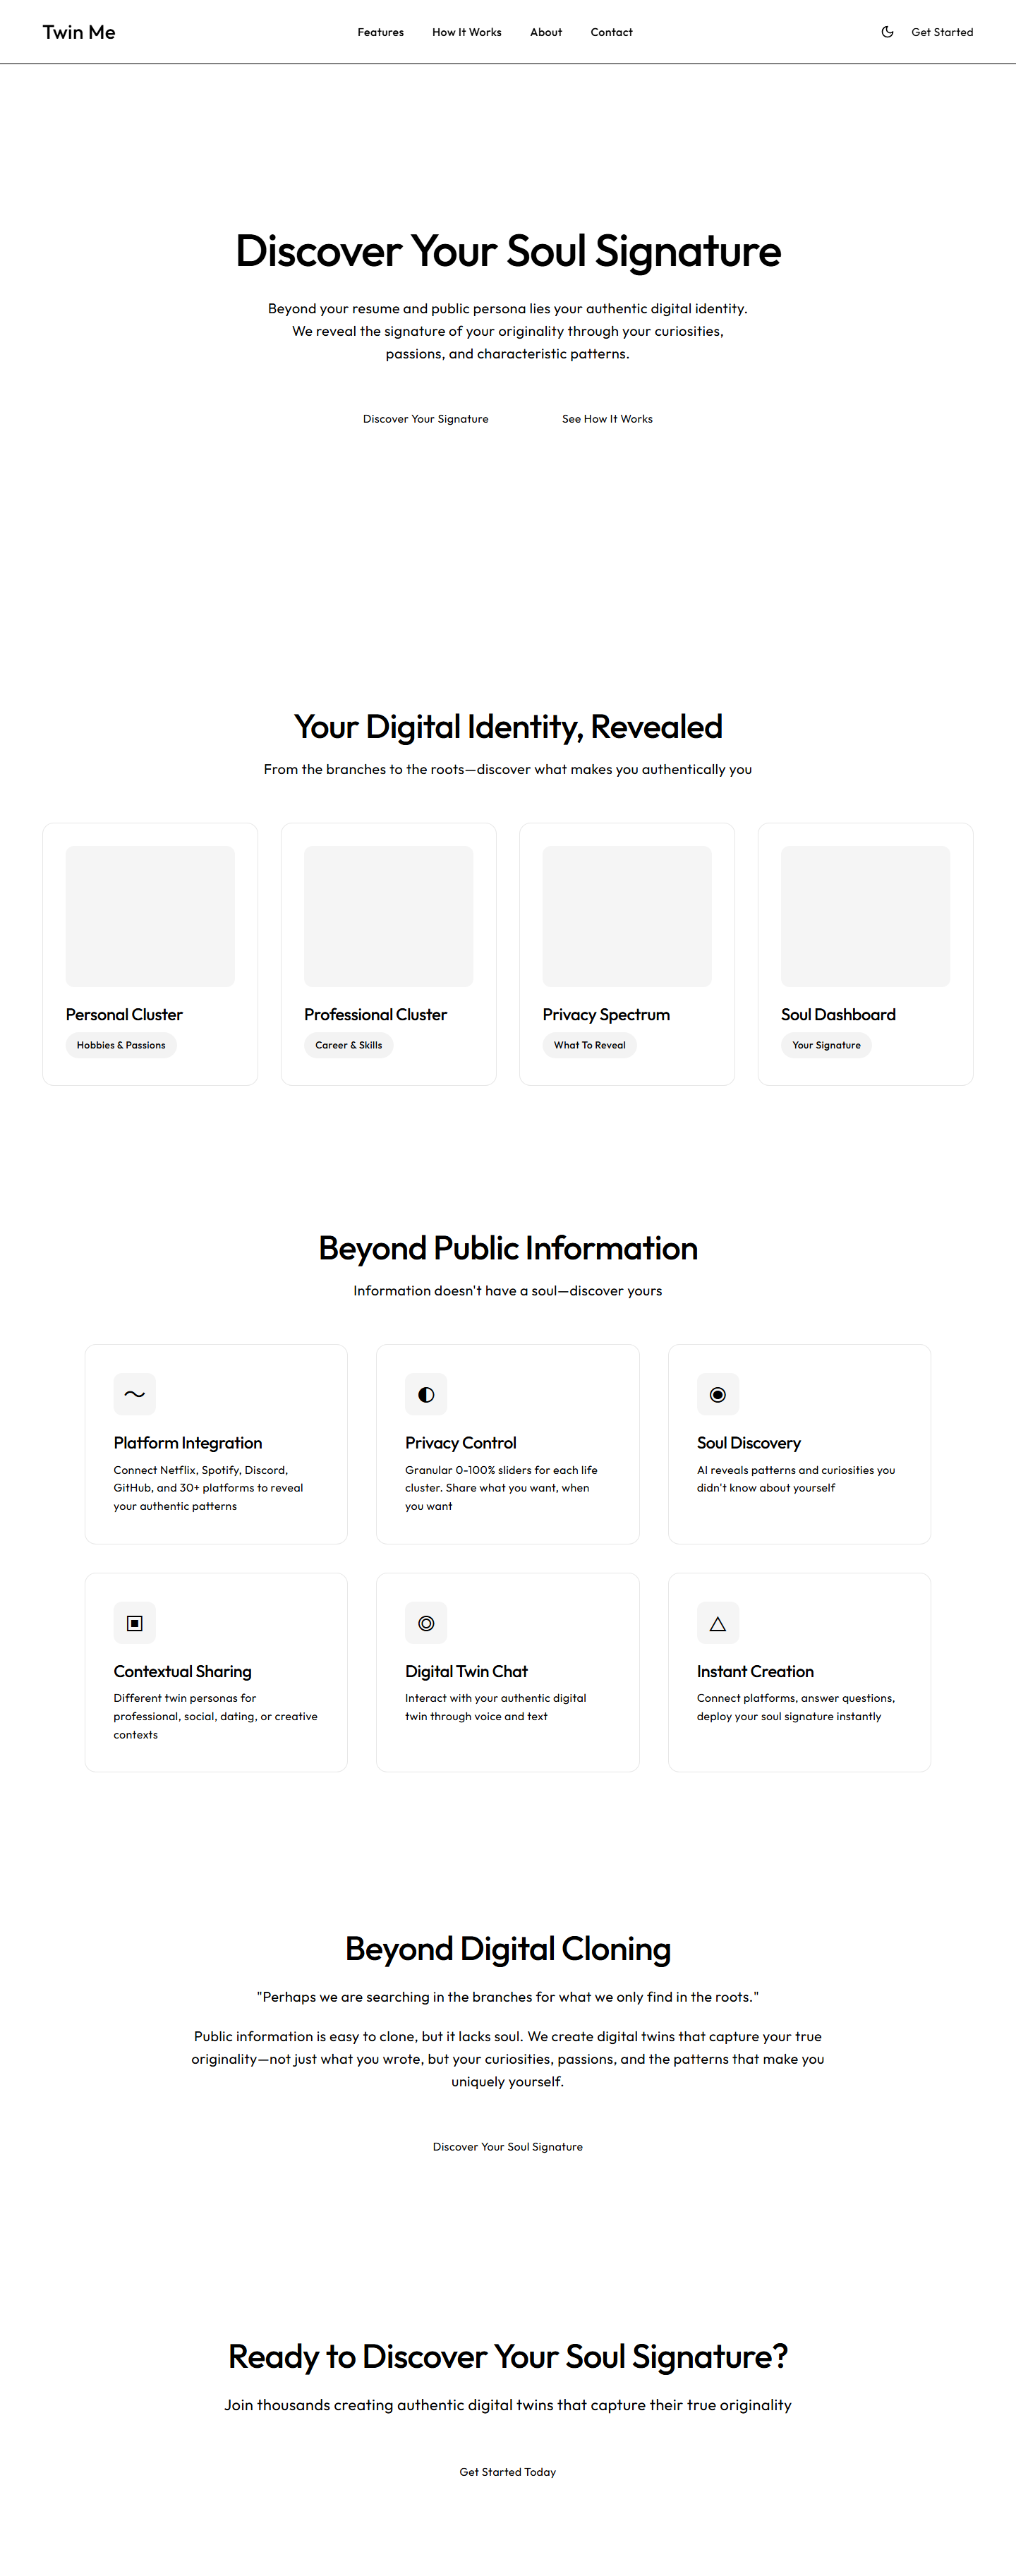 Twin Me
Features
How It Works
About
Contact
Get Started
Discover Your Soul Signature
Beyond your resume and public persona lies your authentic digital identity.
We reveal the signature of your originality through your curiosities,
passions, and characteristic patterns.
Discover Your Signature
See How It Works
Your Digital Identity, Revealed
From the branches to the roots—discover what makes you authentically you
Personal Cluster
Hobbies & Passions
Professional Cluster
Career & Skills
Privacy Spectrum
What To Reveal
Soul Dashboard
Your Signature
Beyond Public Information
Information doesn't have a soul—discover yours
Platform Integration
Connect Netflix, Spotify, Discord,
GitHub, and 30+ platforms to reveal
your authentic patterns
Privacy Control
Granular 0-100% sliders for each life
cluster. Share what you want, when
you want
Soul Discovery
AI reveals patterns and curiosities you
didn't know about yourself
Contextual Sharing
Different twin personas for
professional, social, dating, or creative
contexts
Digital Twin Chat
Interact with your authentic digital
twin through voice and text
Instant Creation
Connect platforms, answer questions,
deploy your soul signature instantly
Beyond Digital Cloning
"Perhaps we are searching in the branches for what we only find in the roots."
Public information is easy to clone, but it lacks soul. We create digital twins that capture your true
originality—not just what you wrote, but your curiosities, passions, and the patterns that make you
uniquely yourself.
Discover Your Soul Signature
Ready to Discover Your Soul Signature?
Join thousands creating authentic digital twins that capture their true originality
Get Started Today